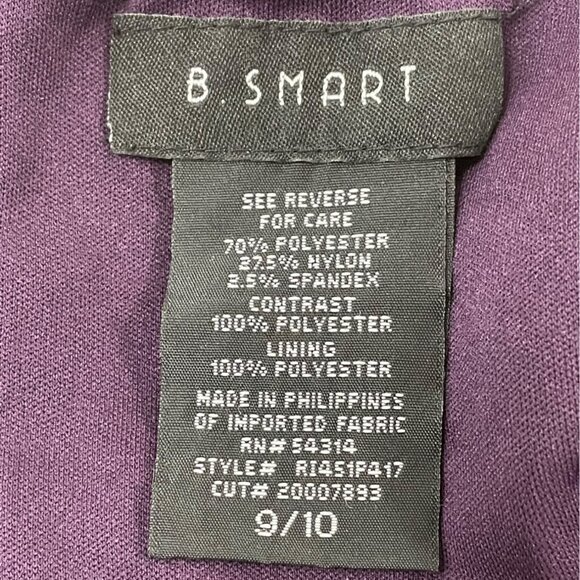 B. SMART
SEE REVERSE
FOR CARE
70% POLYESTER
27.5% NYLON
2.5% SPANDEX
CONTRAST
100% POLYESTER
LINING
100% POLYESTER
MADE IN PHILIPPINES
OF IMPORTED FABRIC
RN# 54314
STYLE# RI451P417
CUT# 20007893
9/10